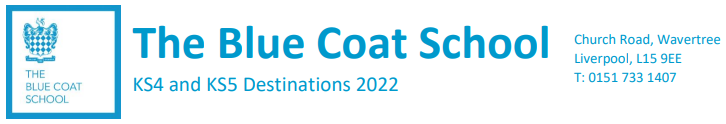 THE
BLUE COAT
SCHOOL
The Blue Coat School
KS4 and KS5 Destinations 2022
Church Road, Wavertree
Liverpool, L15 9EE
T: 0151 733 1407